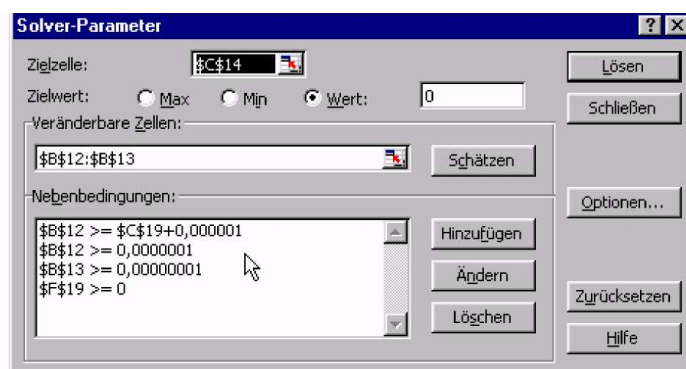 Solver-Parameter
Zielzelle: $C$14
Lösen
Zielwert: Max Min Wert: 0
Schließen
Veränderbare Zellen:
$B$12:$B$13
Schätzen
Nebenbedingungen:
Optionen...
$B$12 >= $C$19+0,000001
$B$12 >= 0,0000001
$B$13 >= 0,00000001
$F$19 >= 0
Hinzufügen
Ändern
Löschen
Zurücksetzen
Hilfe